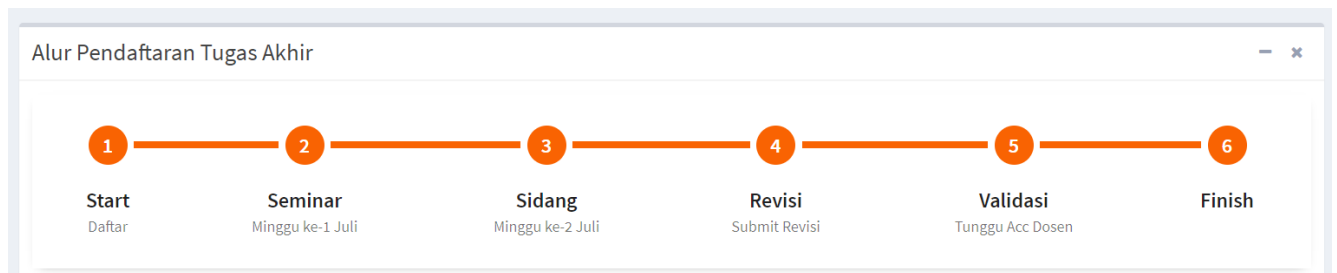 Alur Pendaftaran Tugas Akhir
1 2 3 4 5 6
Start Seminar Sidang Revisi Validasi Finish
Daftar Minggu ke-1 Juli Minggu ke-2 Juli Submit Revisi Tunggu Acc Dosen